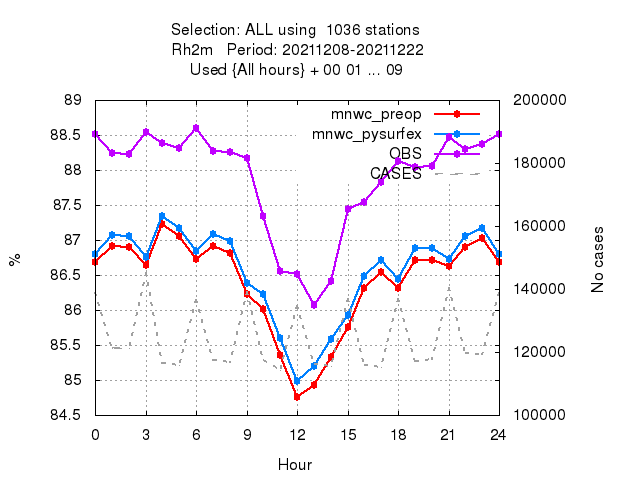 Selection: ALL using  1036 stations
Rh2m   Period: 20211208-20211222
Used {All hours} + 00 01 ... 09
89
88.5
88
87.5
87
86.5
86
85.5
85
84.5
%
200000
180000
160000
140000
120000
100000
No cases
mnwc_preop
mnwc_pysurfex
OBS
CASES
0 3 6 9 12 15 18 21 24
Hour